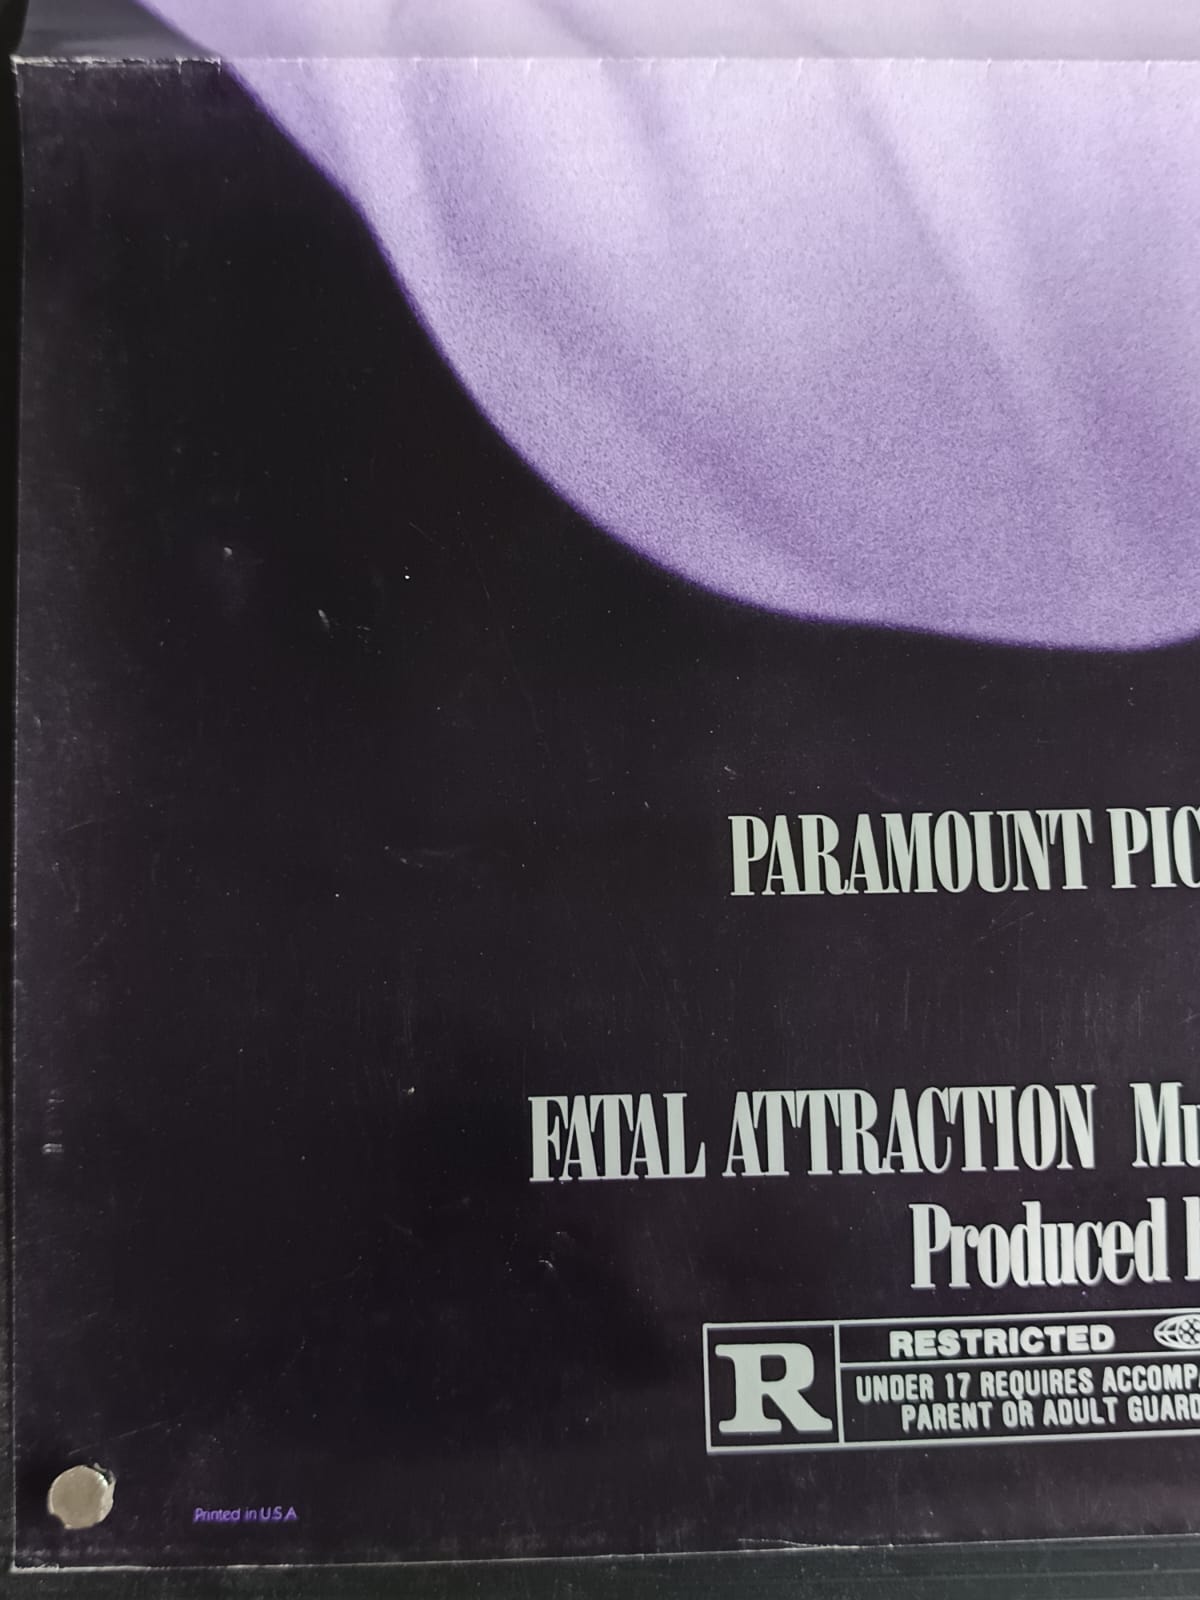 PARAMOUNT PIC
FATAL ATTRACTION Mu
Produced
R
RESTRICTED
UNDER 17 REQUIRES ACCOMPA
PARENT OR ADULT GUARD
Printed in U.S.A